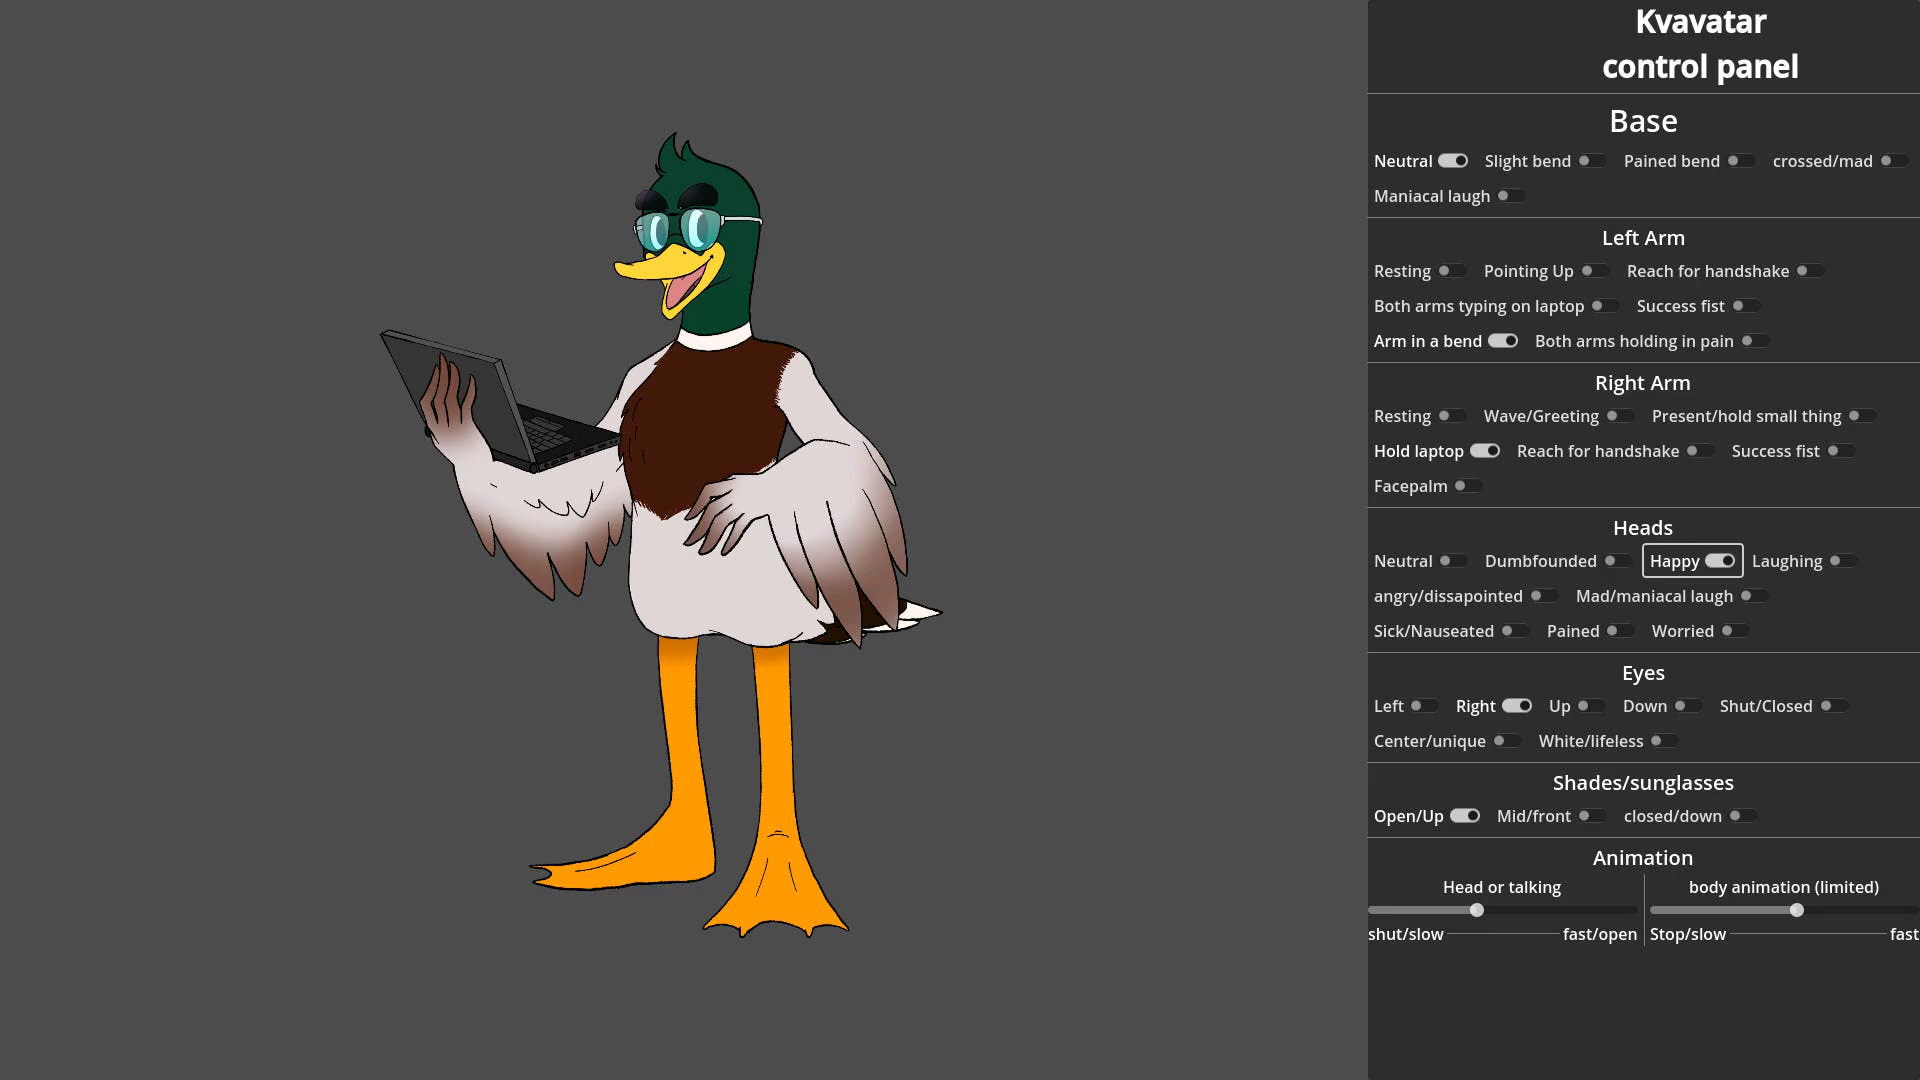 Kvavatar
control panel
Base
Neutral Slight bend Pained bend crossed/mad
Maniacal laugh
Left Arm
Resting Pointing Up Reach for handshake
Both arms typing on laptop Success fist
Arm in a bend Both arms holding in pain
Right Arm
Resting Wave/Greeting Present/hold small thing
Hold laptop Reach for handshake Success fist
Facepalm
Heads
Neutral Dumbfounded Happy Laughing
angry/dissapointed Mad/maniacal laugh
Sick/Nauseated Pained Worried
Eyes
Left Right Up Down Shut/Closed
Center/unique White/lifeless
Shades/sunglasses
Open/Up Mid/front closed/down
Animation
Head or talking body animation (limited)
shut/slow fast/open Stop/slow fast